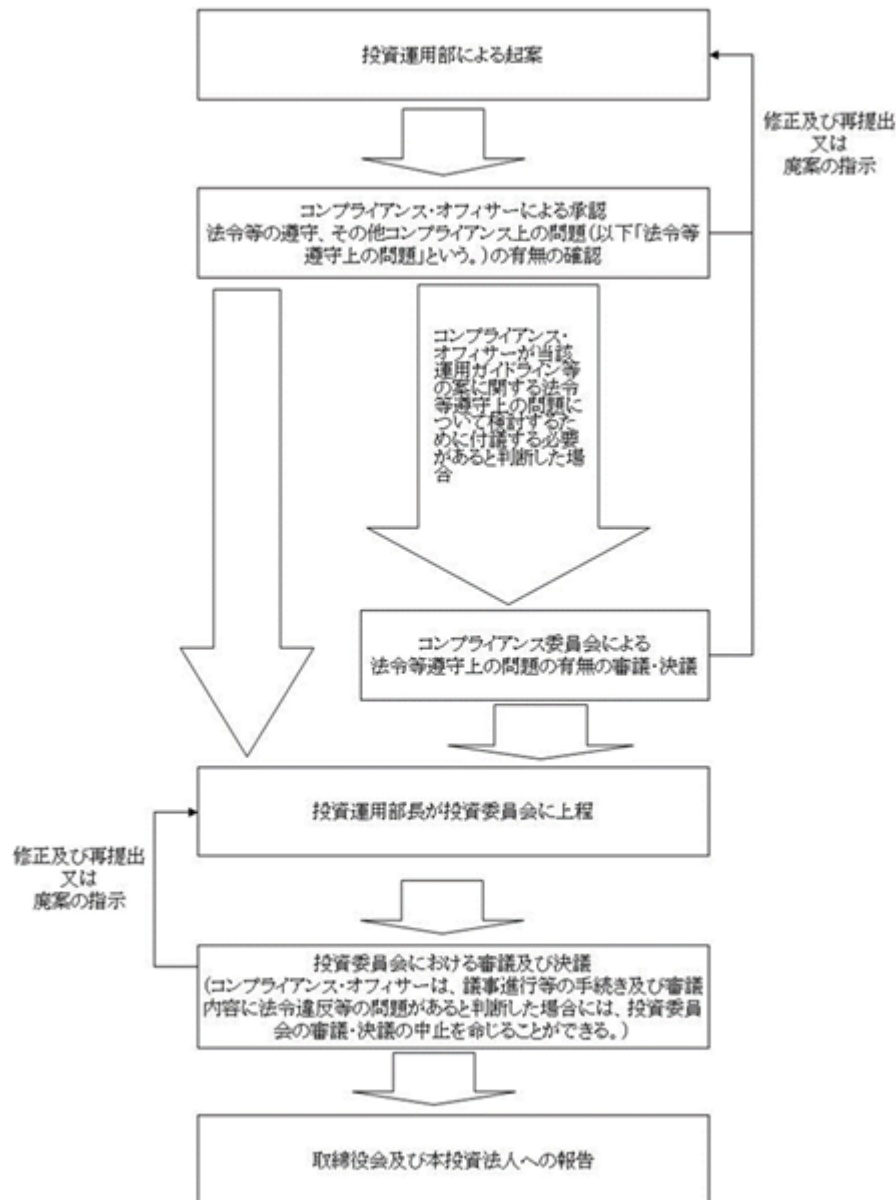 投資運用部による起案
修正及び再提出
又は
廃案の指示
コンプライアンス・オフィサーによる承認
法令等の遵守、その他コンプライアンス上の問題(以下「法令等
遵守上の問題」という。)の有無の確認
コンプライアンス・
オフィサーが当該
運用ガイドライン等
の案に関する法令
等遵守上の問題に
ついて検討するた
めに付議する必要
があると判断した場
合
コンプライアンス委員会による
法令等遵守上の問題の有無の審議・決議
投資運用部長が投資委員会に上程
修正及び再提出
又は
廃案の指示
投資委員会における審議及び決議
(コンプライアンス・オフィサーは、議事進行等の手続き及び審議
内容に法令違反等の問題があると判断した場合には、投資委員
会の審議・決議の中止を命じることができる。)
取締役会及び本投資法人への報告